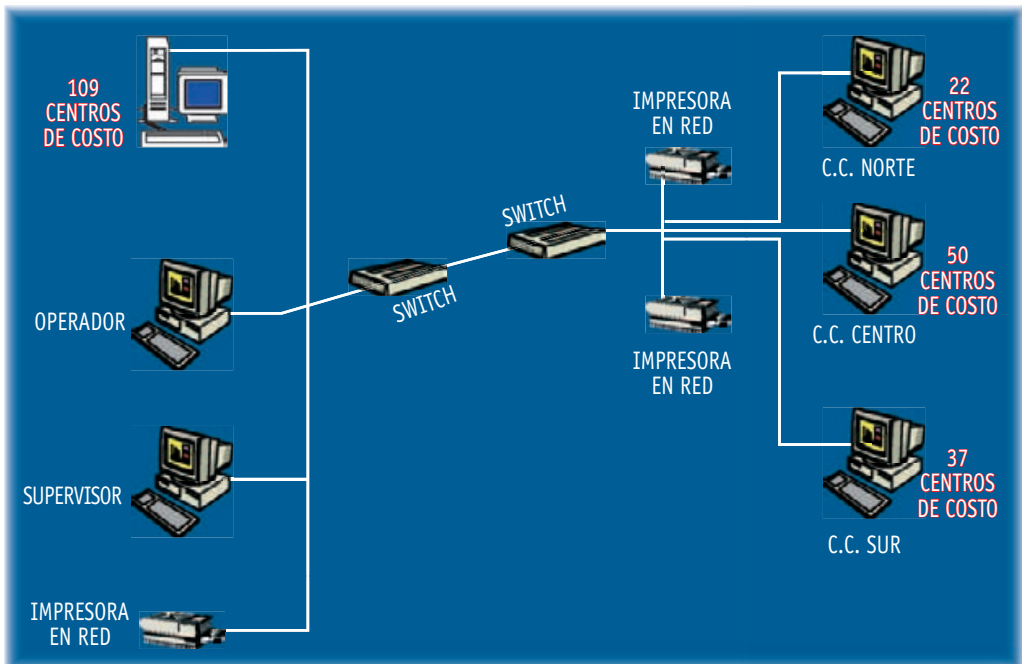 109
CENTROS
DE COSTO
OPERADOR
SUPERVISOR
IMPRESORA
EN RED
SWITCH
SWITCH
IMPRESORA
EN RED
IMPRESORA
EN RED
22
CENTROS
DE COSTO
C.C. NORTE
50
CENTROS
DE COSTO
C.C. CENTRO
37
CENTROS
DE COSTO
C.C. SUR